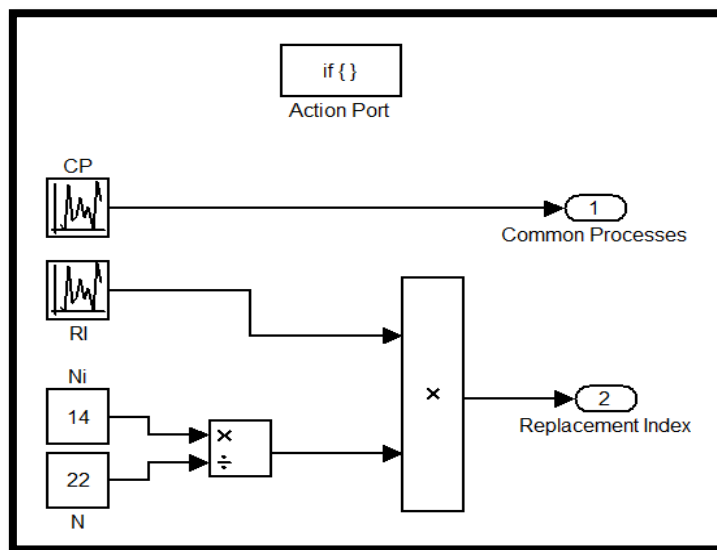 if { }
Action Port
CP
1
Common Processes
RI
Ni
14
×
÷
×
2
Replacement Index
22
N